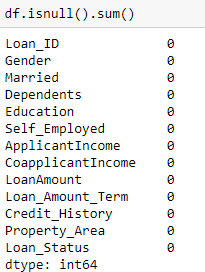 df.isnull().sum()
Loan_ID 0
Gender 0
Married 0
Dependents 0
Education 0
Self_Employed 0
ApplicantIncome 0
CoapplicantIncome 0
LoanAmount 0
Loan_Amount_Term 0
Credit_History 0
Property_Area 0
Loan_Status 0
dtype: int64